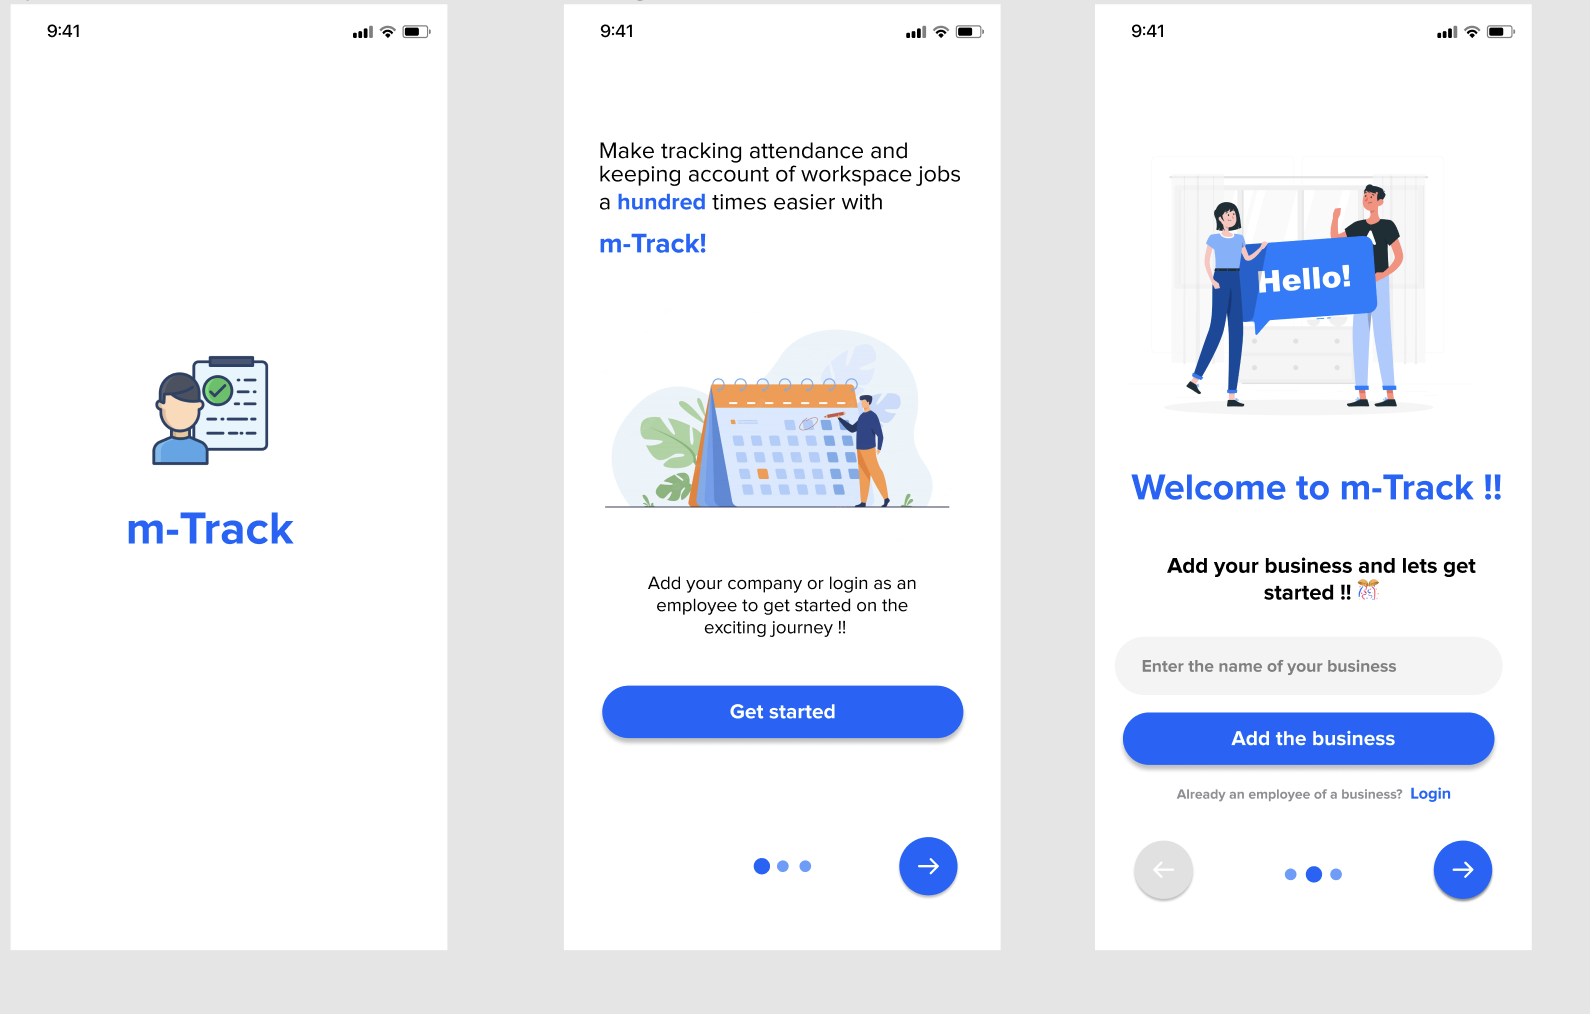 9:41
m-Track
9:41
Make tracking attendance and
keeping account of workspace jobs
a hundred times easier with
m-Track!
Add your company or login as an
employee to get started on the
exciting journey !!
Get started
9:41
Hello!
Welcome to m-Track !!
Add your business and lets get
started !! 🎊
Enter the name of your business
Add the business
Already an employee of a business? Login